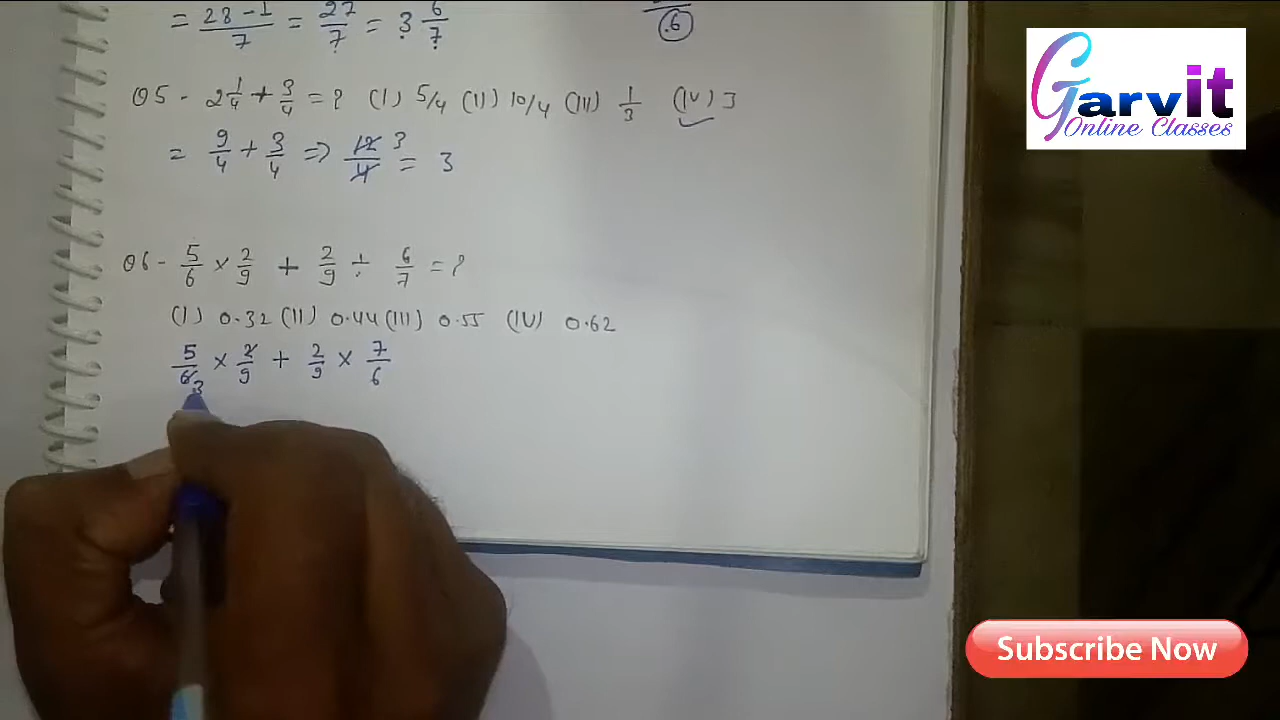 = 28-1/7 = 27/7 = 3 6/7
.6
Q5 - 2 1/4 + 3/4 = ? (I) 5/4 (II) 10/4 (III) 1/3 (IV) 3
= 9/4 + 3/4 => 12/4 3 = 3
Q6 - 5/6 × 2/9 + 2/9 ÷ 6/7 = ?
(I) 0.32 (II) 0.44 (III) 0.55 (IV) 0.62
5/6 3 × 2/9 + 2/9 × 7/6
Garvit
Online Classes
Subscribe Now